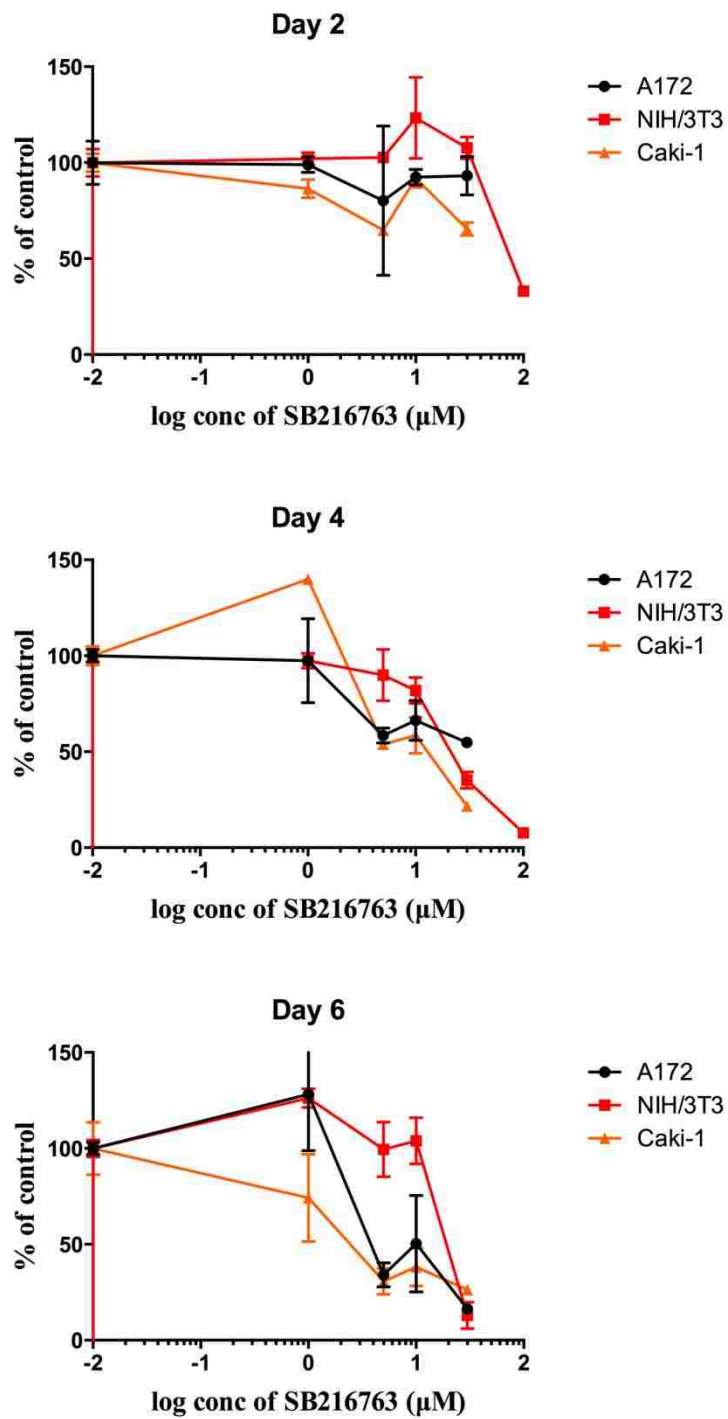 Day 2
% of control
150
100
50
0
-2 -1 0 1 2
log conc of SB216763 (μM)
A172
NIH/3T3
Caki-1
Day 4
% of control
150
100
50
0
-2 -1 0 1 2
log conc of SB216763 (μM)
A172
NIH/3T3
Caki-1
Day 6
% of control
150
100
50
0
-2 -1 0 1 2
log conc of SB216763 (μM)
A172
NIH/3T3
Caki-1